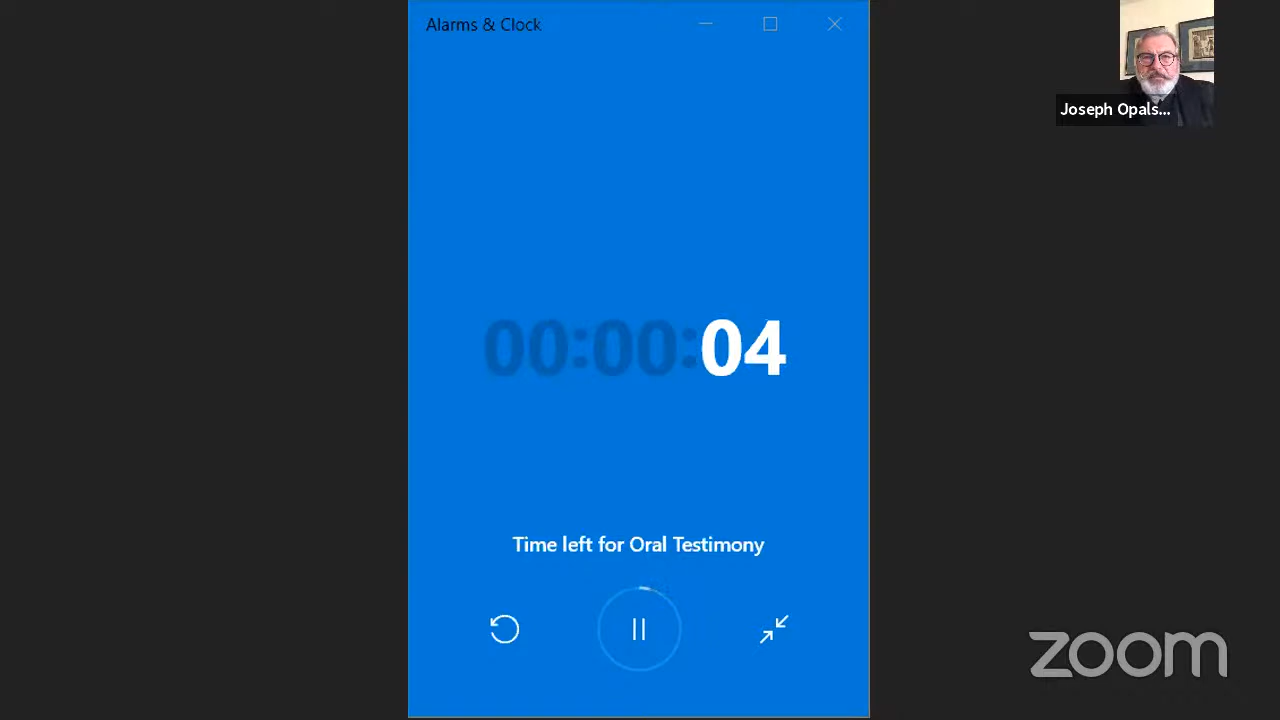 Alarms & Clock
Joseph Opals...
00:00:04
Time left for Oral Testimony
zoom